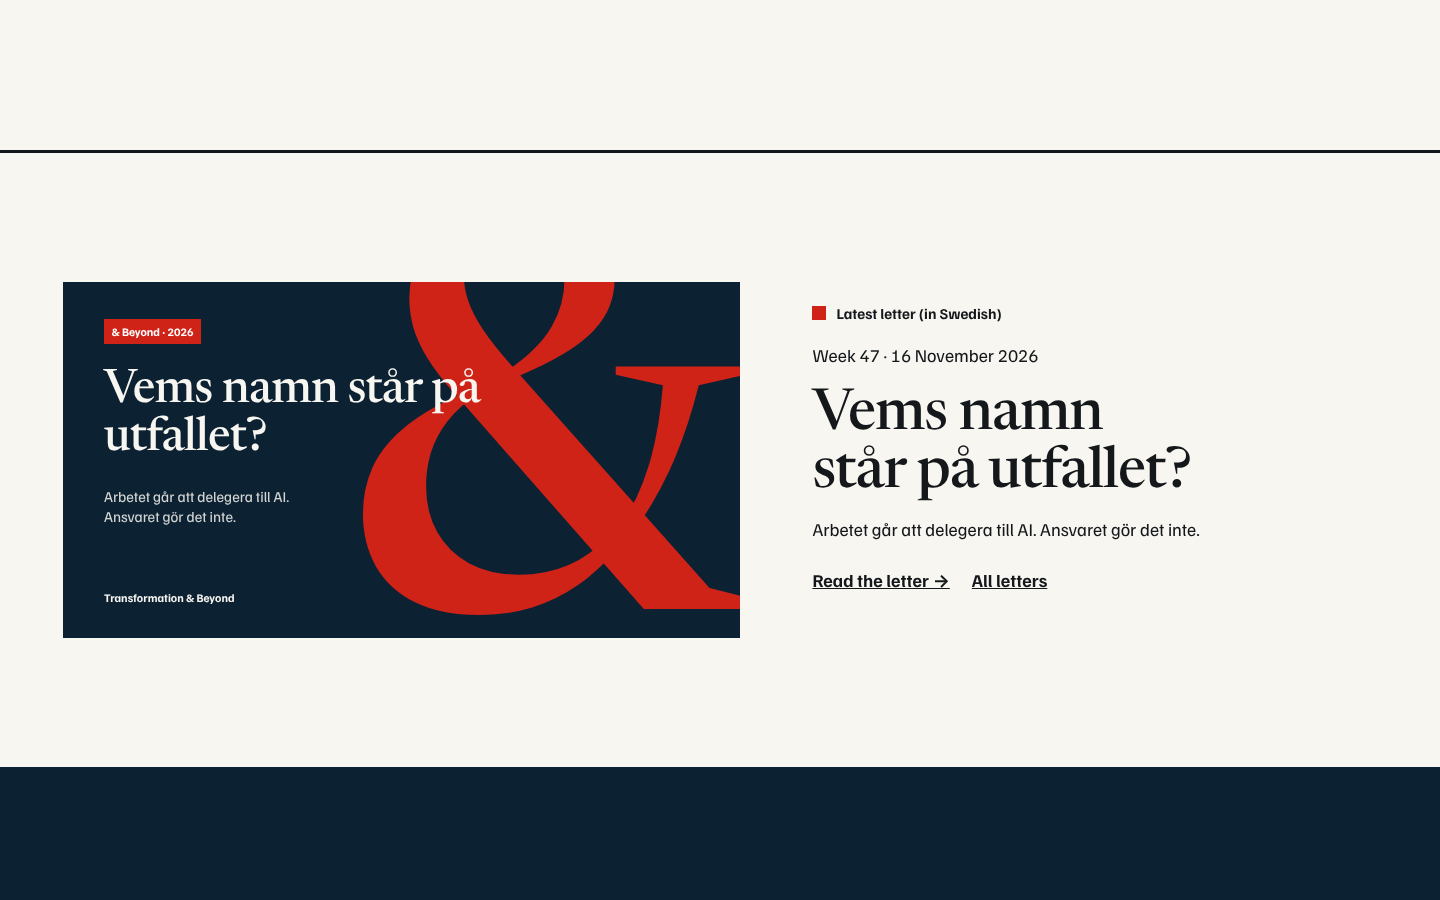 & Beyond · 2026
Vems namn står på
utfallet?
Arbetet går att delegera till AI.
Ansvaret gör det inte.
Transformation & Beyond
&
Latest letter (in Swedish)
Week 47 · 16 November 2026
Vems namn
står på utfallet?
Arbetet går att delegera till AI. Ansvaret gör det inte.
Read the letter → All letters